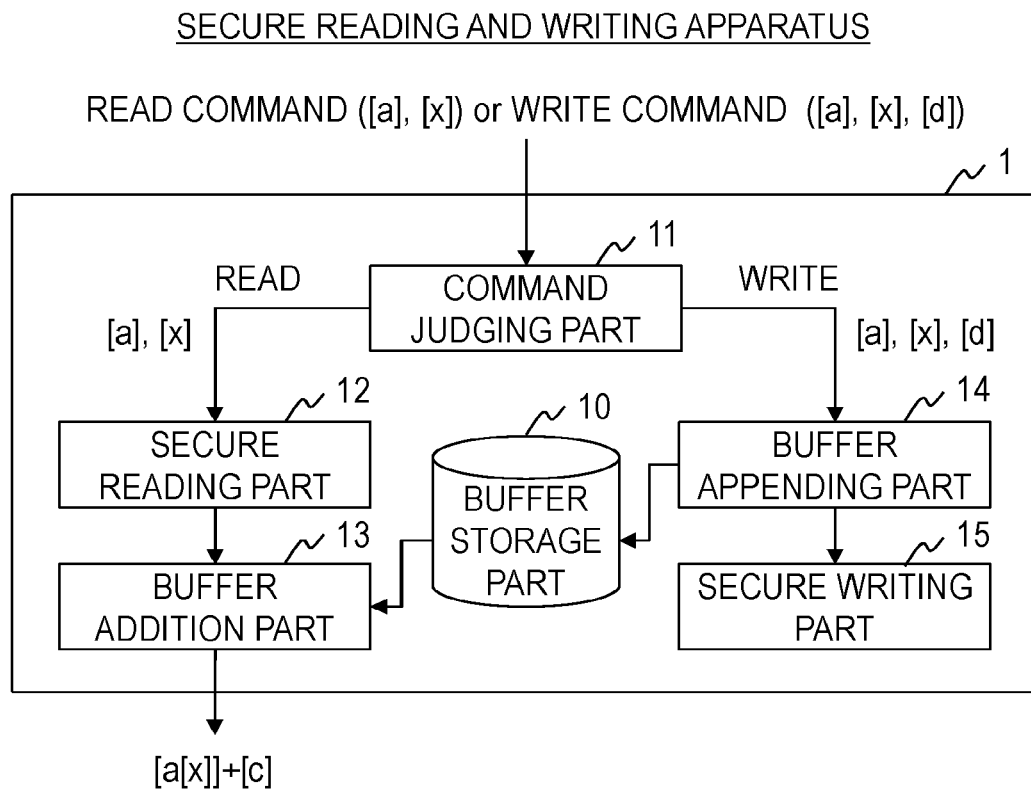 SECURE READING AND WRITING APPARATUS
READ COMMAND ([a], [x]) or WRITE COMMAND ([a], [x], [d])
1
11
READ
COMMAND
JUDGING PART
WRITE
[a], [x]
[a], [x], [d]
12
10
14
SECURE
READING PART
BUFFER
STORAGE
PART
BUFFER
APPENDING PART
13
15
BUFFER
ADDITION PART
SECURE WRITING
PART
[a[x]]+[c]